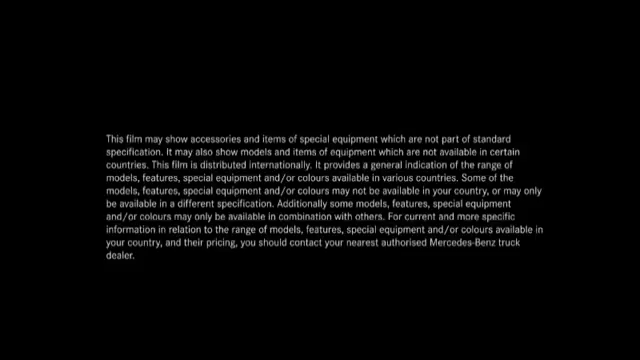 This film may show accessories and items of special equipment which are not part of standard
specification. It may also show models and items of equipment which are not available in certain
countries. This film is distributed internationally. It provides a general indication of the range of
models, features, special equipment and/or colours available in various countries. Some of the
models, features, special equipment and/or colours may not be available in your country, or may only
be available in a different specification. Additionally some models, features, special equipment
and/or colours may only be available in combination with others. For current and more specific
information in relation to the range of models, features, special equipment and/or colours available in
your country, and their pricing, you should contact your nearest authorised Mercedes-Benz truck
dealer.